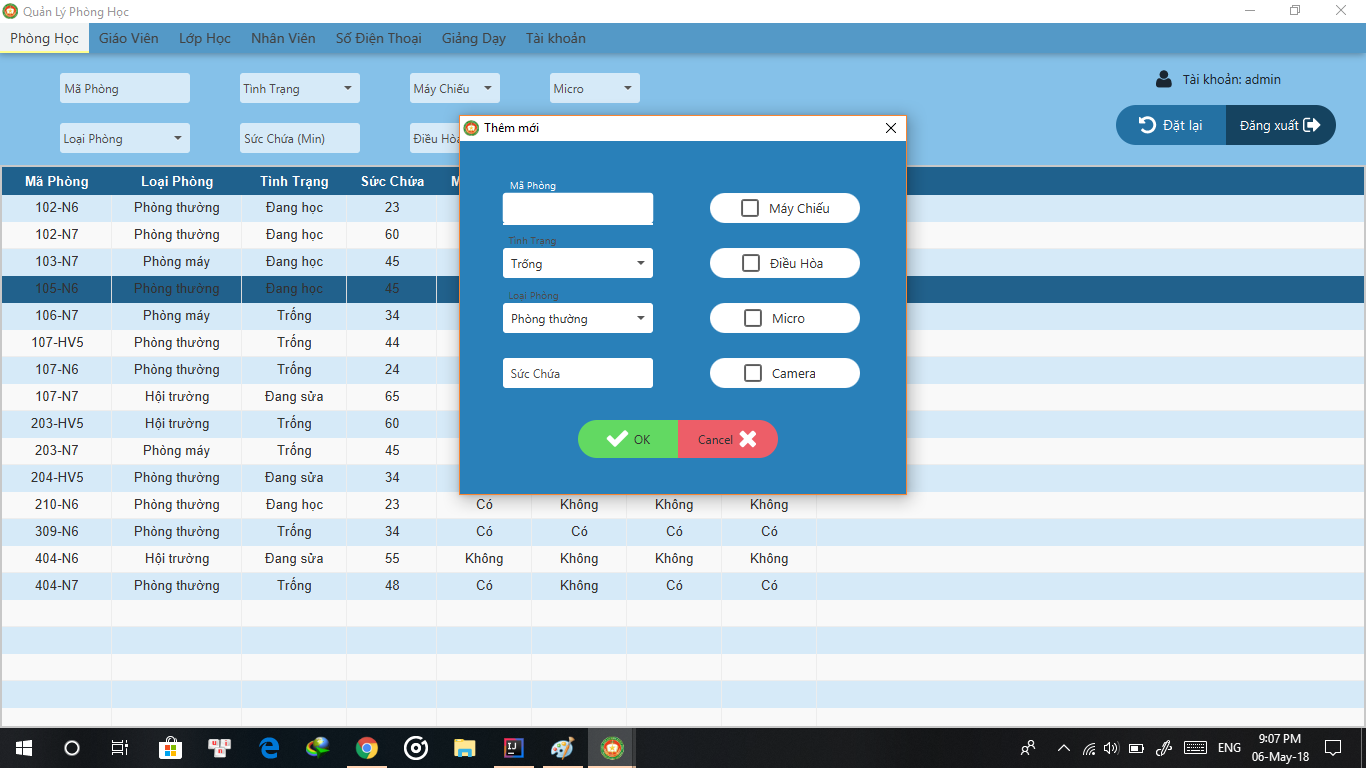 Quản Lý Phòng Học
Phòng Học Giáo Viên Lớp Học Nhân Viên Số Điện Thoại Giảng Dạy Tài khoản
Mã Phòng Tình Trạng Máy Chiếu Micro Tài khoản: admin
Loại Phòng Sức Chứa (Min) Điều Hòa Đặt lại Đăng xuất
Thêm mới
Mã Phòng
Máy Chiếu
Tình Trạng
Trống Điều Hòa
Loại Phòng
Phòng thường Micro
Sức Chứa Camera
OK Cancel
Mã Phòng Loại Phòng Tình Trạng Sức Chứa M
102-N6 Phòng thường Đang học 23
102-N7 Phòng thường Đang học 60
103-N7 Phòng máy Đang học 45
105-N6 Phòng thường Đang học 45
106-N7 Phòng máy Trống 34
107-HV5 Phòng thường Trống 44
107-N6 Phòng thường Trống 24
107-N7 Hội trường Đang sửa 65
203-HV5 Hội trường Trống 60
203-N7 Phòng máy Trống 45
204-HV5 Phòng thường Đang sửa 34
210-N6 Phòng thường Đang học 23 Có Không Không Không
309-N6 Phòng thường Trống 34 Có Có Có Có
404-N6 Hội trường Đang sửa 55 Không Không Không Không
404-N7 Phòng thường Trống 48 Có Không Có Có
ENG 9:07 PM
06-May-18